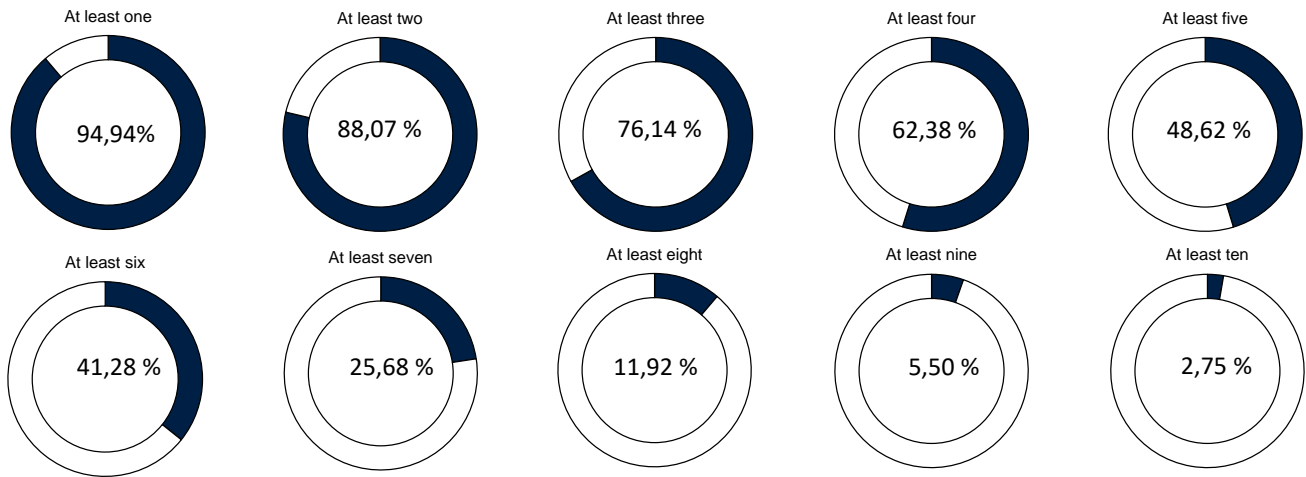 At least one
At least two
At least three
At least four
At least five
94,94%
88,07 %
76,14 %
62,38 %
48,62 %
At least six
At least seven
At least eight
At least nine
At least ten
41,28 %
25,68 %
11,92 %
5,50 %
2,75 %